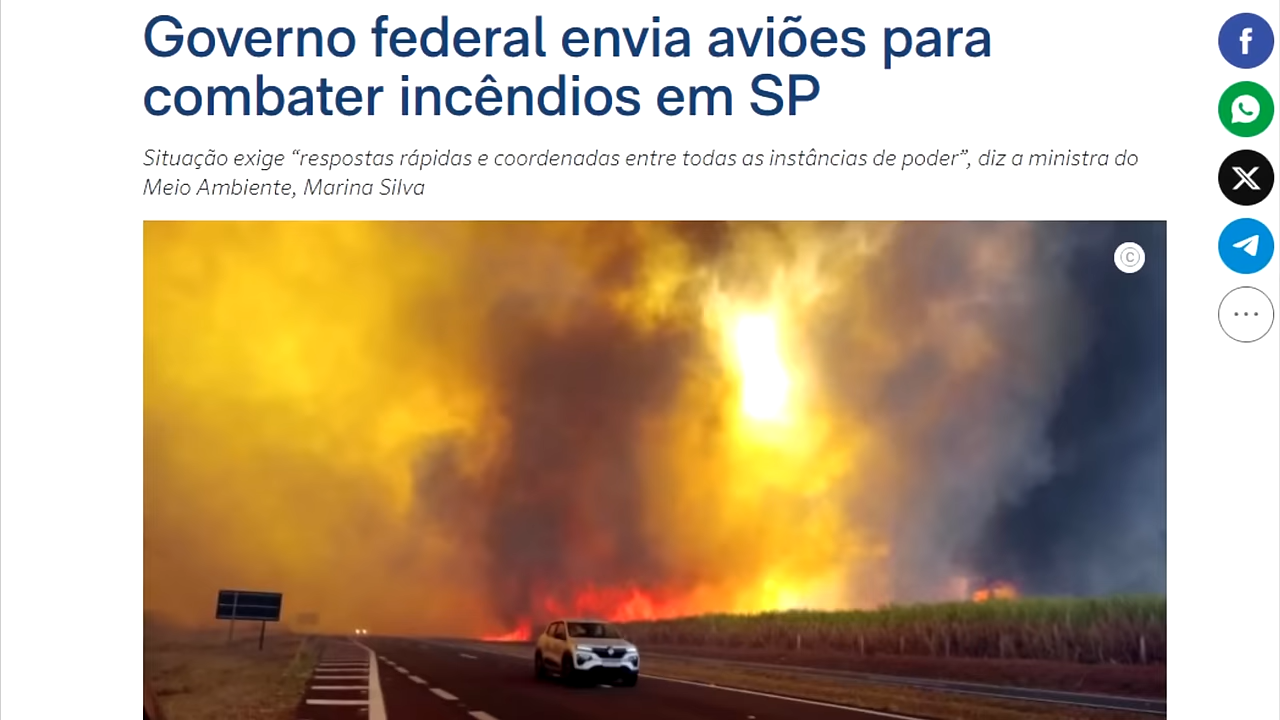 Governo federal envia aviões para
combater incêndios em SP
Situação exige “respostas rápidas e coordenadas entre todas as instâncias de poder”, diz a ministra do
Meio Ambiente, Marina Silva
©